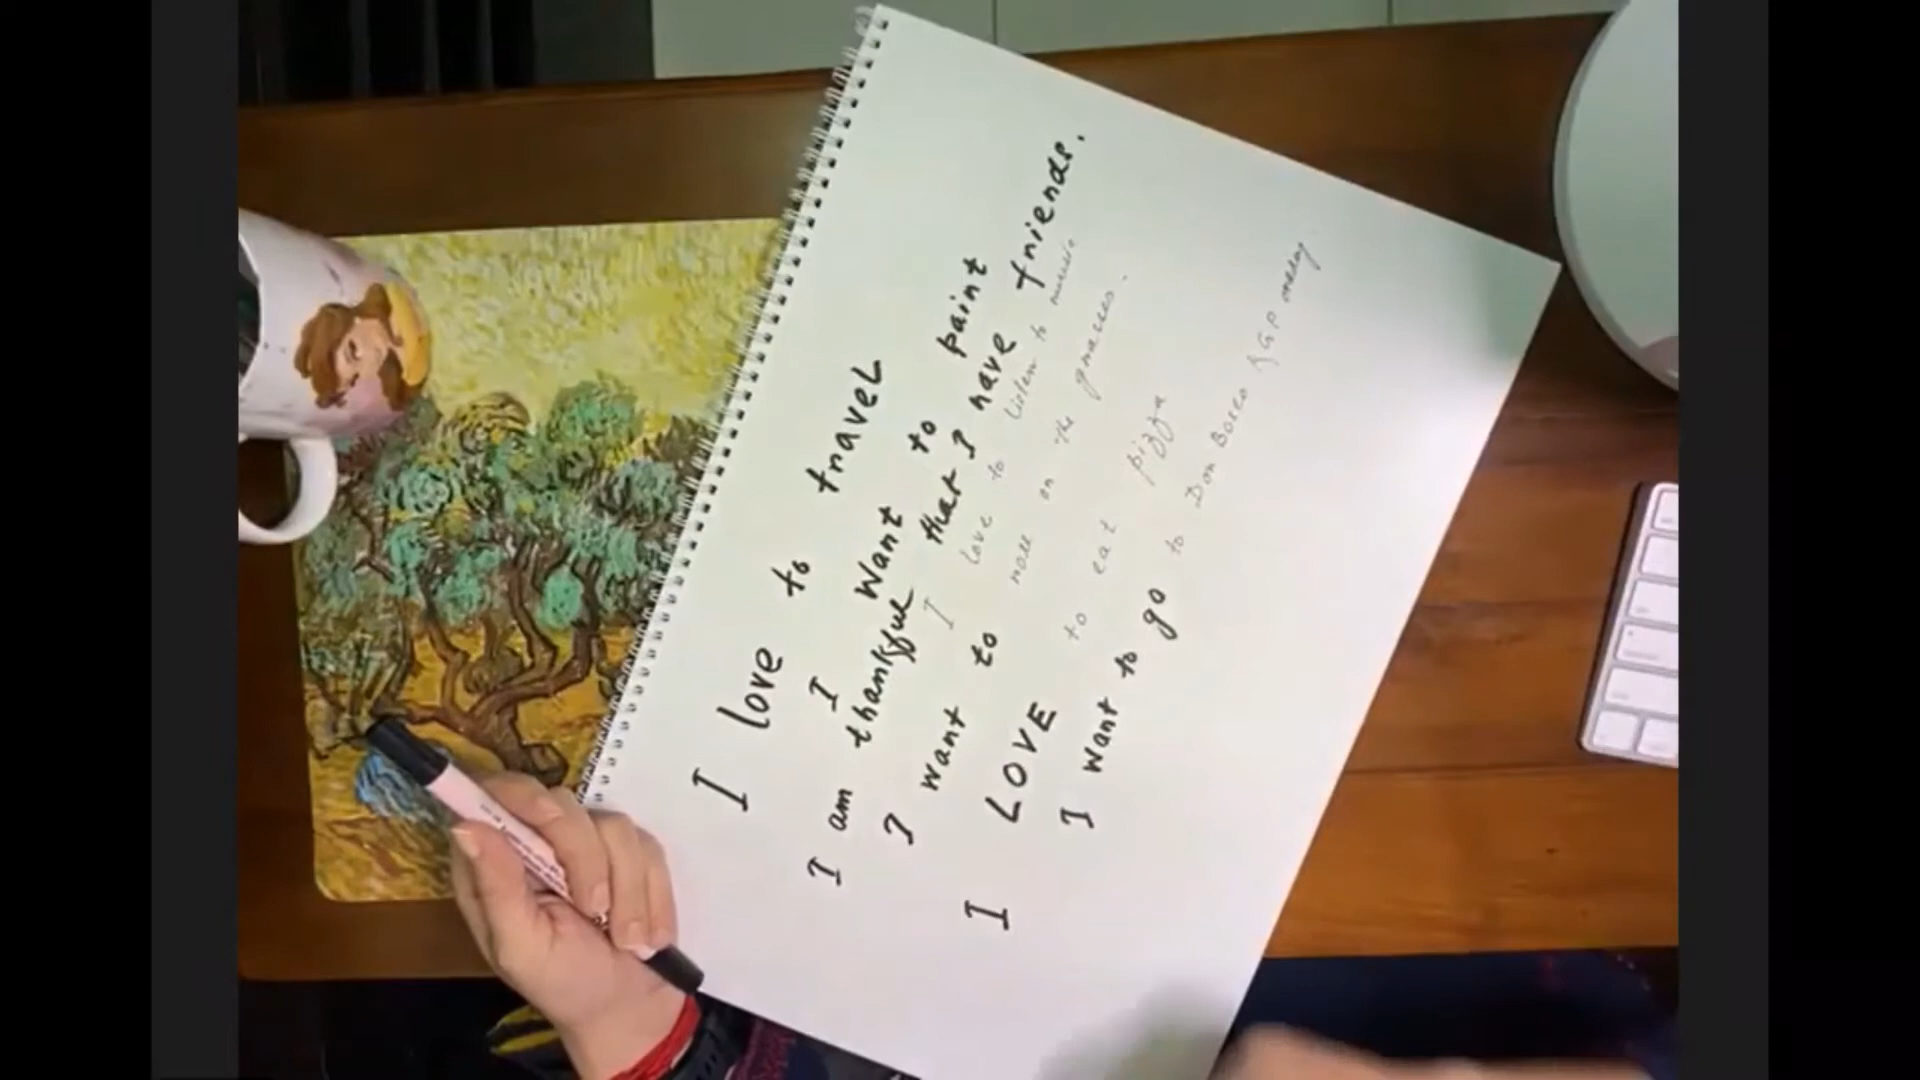 I love to travel
I want to paint
I am thankful that I have friends.
I love to listen to music
I want to nose on the grasses.
I LOVE to eat pizza
I want to go to Don Bosco